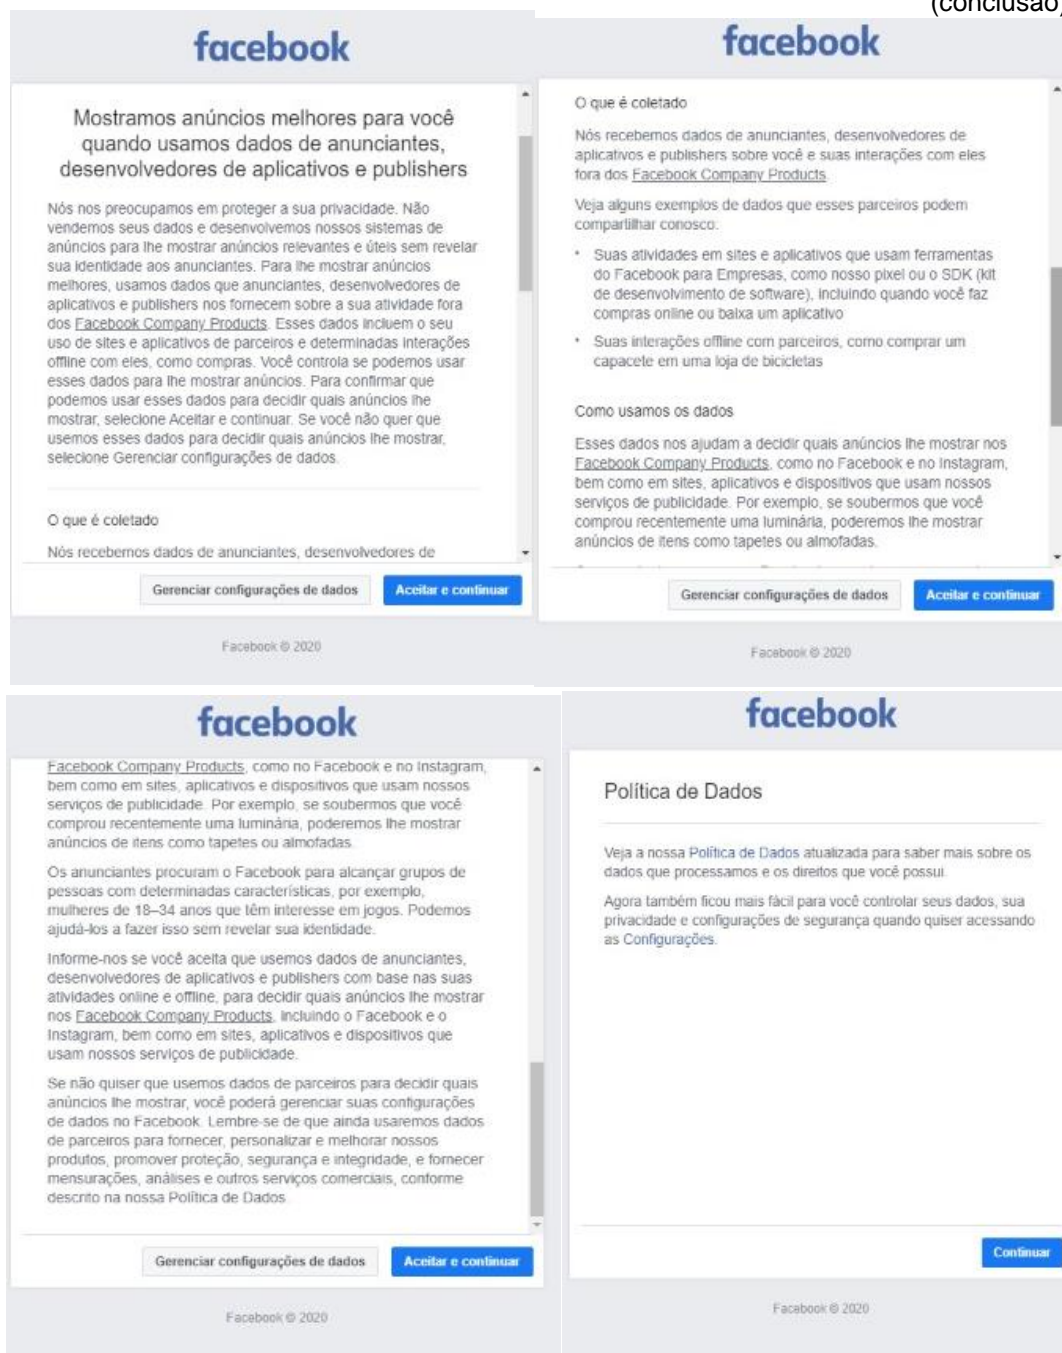 (conclusão)
facebook
Mostramos anúncios melhores para você
quando usamos dados de anunciantes,
desenvolvedores de aplicativos e publishers
Nós nos preocupamos em proteger a sua privacidade. Não
vendemos seus dados e desenvolvemos nossos sistemas de
anúncios para lhe mostrar anúncios relevantes e úteis sem revelar
sua identidade aos anunciantes. Para lhe mostrar anúncios
melhores, usamos dados que anunciantes, desenvolvedores de
aplicativos e publishers nos fornecem sobre a sua atividade fora
dos Facebook Company Products. Esses dados incluem o seu
uso de sites e aplicativos de parceiros e determinadas interações
offline com eles, como compras. Você controla se podemos usar
esses dados para lhe mostrar anúncios. Para confirmar que
podemos usar esses dados para decidir quais anúncios lhe
mostrar, selecione Aceitar e continuar. Se você não quer que
usemos esses dados para decidir quais anúncios lhe mostrar,
selecione Gerenciar configurações de dados.
O que é coletado
Nós recebemos dados de anunciantes, desenvolvedores de
Gerenciar configurações de dados
Aceitar e continuar
Facebook © 2020
facebook
O que é coletado
Nós recebemos dados de anunciantes, desenvolvedores de
aplicativos e publishers sobre você e suas interações com eles
fora dos Facebook Company Products.
Veja alguns exemplos de dados que esses parceiros podem
compartilhar conosco:
• Suas atividades em sites e aplicativos que usam ferramentas
do Facebook para Empresas, como nosso pixel ou o SDK (kit
de desenvolvimento de software), incluindo quando você faz
compras online ou baixa um aplicativo
• Suas interações offline com parceiros, como comprar um
capacete em uma loja de bicicletas
Como usamos os dados
Esses dados nos ajudam a decidir quais anúncios lhe mostrar nos
Facebook Company Products, como no Facebook e no Instagram,
bem como em sites, aplicativos e dispositivos que usam nossos
serviços de publicidade. Por exemplo, se soubermos que você
comprou recentemente uma luminária, poderemos lhe mostrar
anúncios de itens como tapetes ou almofadas.
Gerenciar configurações de dados
Aceitar e continuar
Facebook © 2020
facebook
Facebook Company Products, como no Facebook e no Instagram,
bem como em sites, aplicativos e dispositivos que usam nossos
serviços de publicidade. Por exemplo, se soubermos que você
comprou recentemente uma luminária, poderemos lhe mostrar
anúncios de itens como tapetes ou almofadas.
Os anunciantes procuram o Facebook para alcançar grupos de
pessoas com determinadas características, por exemplo,
mulheres de 18–34 anos que têm interesse em jogos. Podemos
ajudá-los a fazer isso sem revelar sua identidade.
Informe-nos se você aceita que usemos dados de anunciantes,
desenvolvedores de aplicativos e publishers com base nas suas
atividades online e offline, para decidir quais anúncios lhe mostrar
nos Facebook Company Products, incluindo o Facebook e o
Instagram, bem como em sites, aplicativos e dispositivos que
usam nossos serviços de publicidade.
Se não quiser que usemos dados de parceiros para decidir quais
anúncios lhe mostrar, você poderá gerenciar suas configurações
de dados no Facebook. Lembre-se de que ainda usaremos dados
de parceiros para fornecer, personalizar e melhorar nossos
produtos, promover proteção, segurança e integridade, e fornecer
mensurações, análises e outros serviços comerciais, conforme
descrito na nossa Política de Dados
Gerenciar configurações de dados
Aceitar e continuar
Facebook © 2020
facebook
Política de Dados
Veja a nossa Política de Dados atualizada para saber mais sobre os
dados que processamos e os direitos que você possui.
Agora também ficou mais fácil para você controlar seus dados, sua
privacidade e configurações de segurança quando quiser acessando
as Configurações.
Continuar
Facebook © 2020